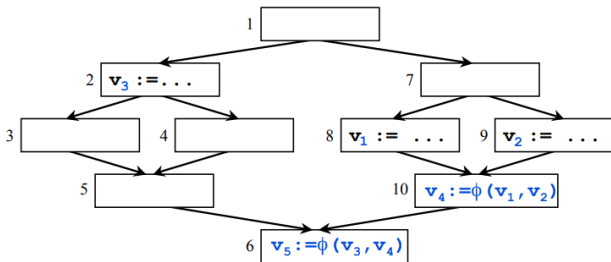 1
2 v3 := ...
7
3
4
8 v1 := ...
9 v2 := ...
5
10 v4:=ϕ(v1,v2)
6 v5:=ϕ(v3,v4)